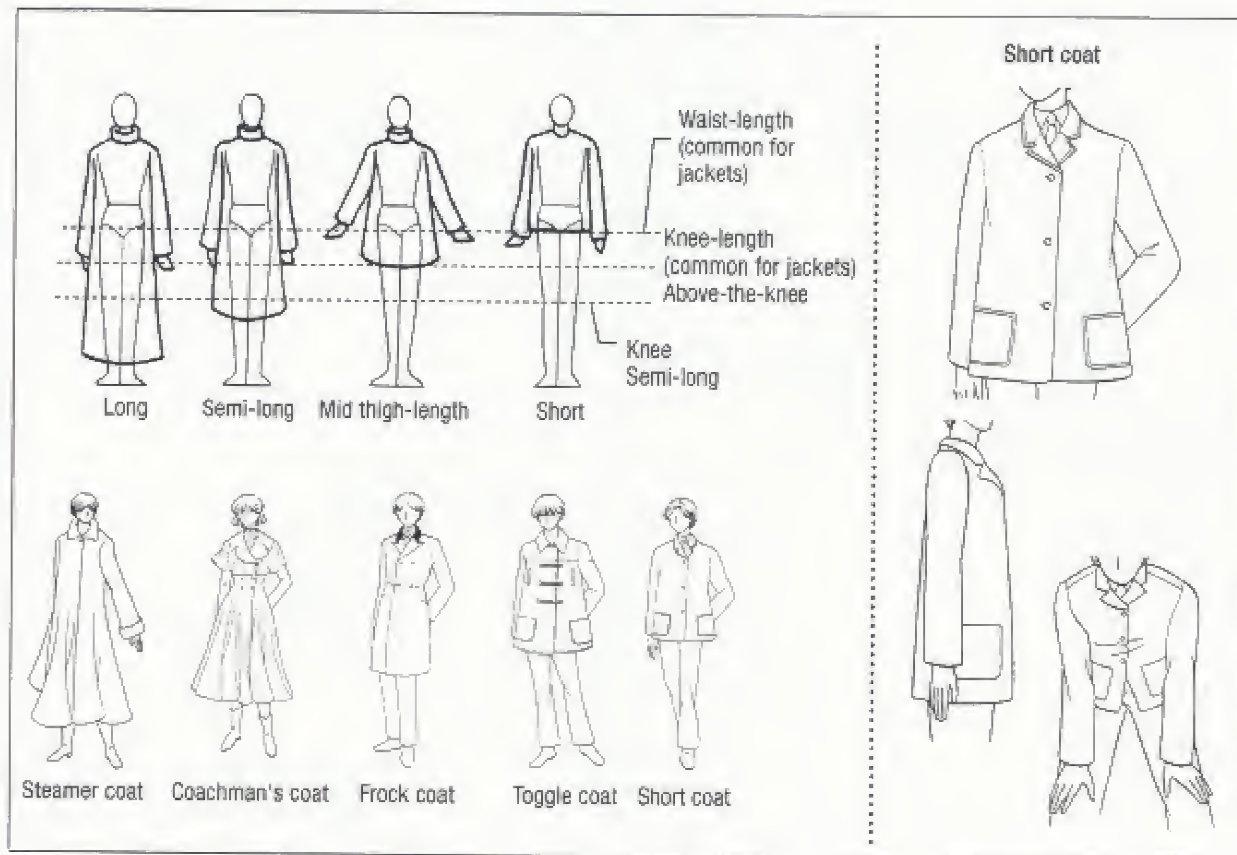 Waist-length
(common for
jackets)
Knee-length
(common for jackets)
Above-the-knee
Knee
Semi-long
Long
Semi-long
Mid thigh-length
Short
Steamer coat
Coachman's coat
Frock coat
Toggle coat
Short coat
Short coat